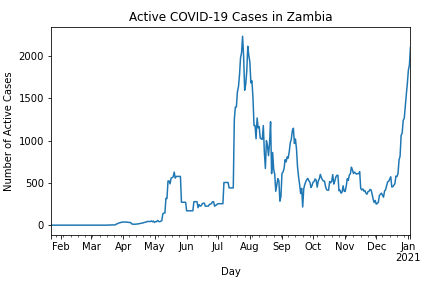 Active COVID-19 Cases in Zambia
Number of Active Cases
2000
1500
1000
500
0
Feb Mar Apr May Jun Jul Aug Sep Oct Nov Dec Jan
2021
Day